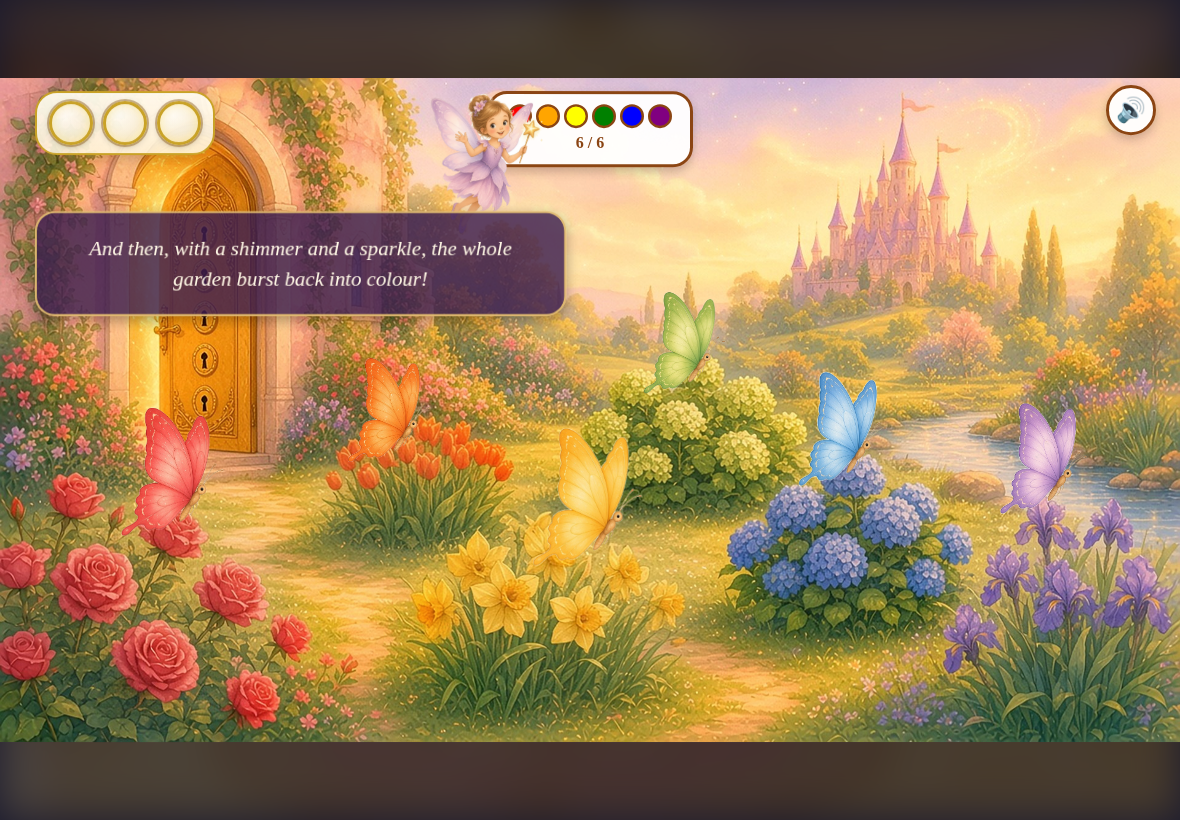 6 / 6
And then, with a shimmer and a sparkle, the whole
garden burst back into colour!